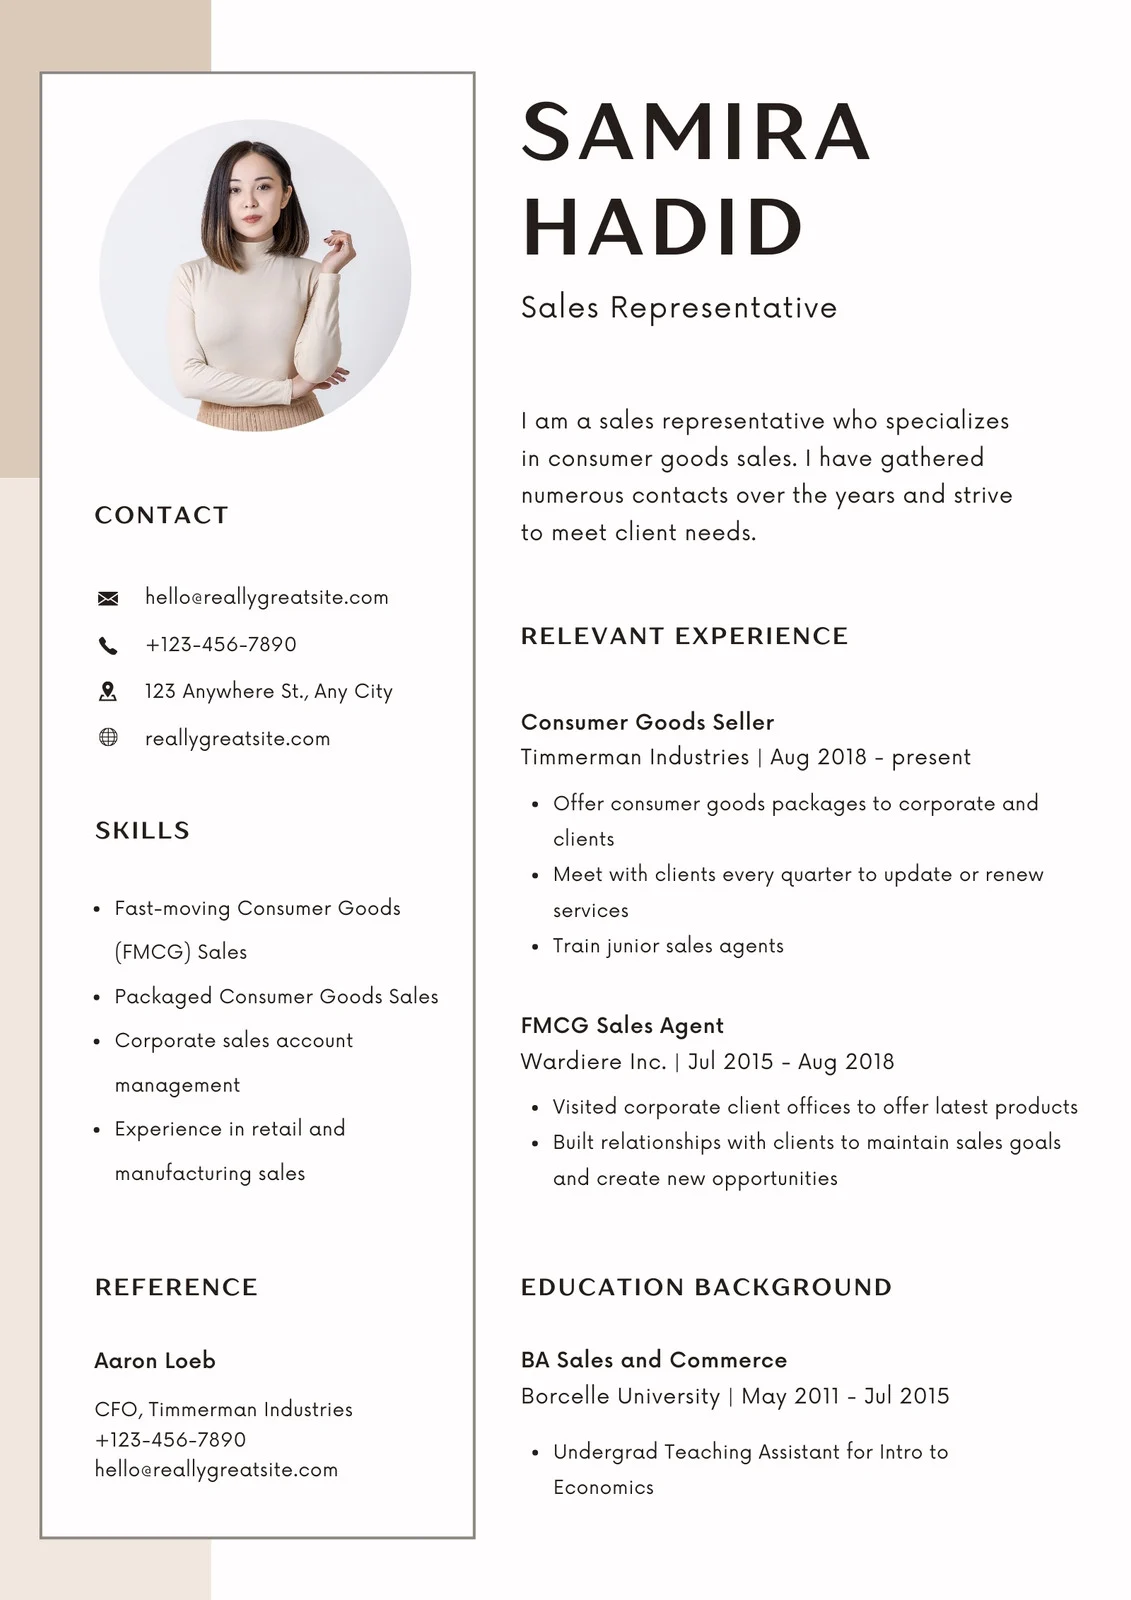 SAMIRA
HADID
Sales Representative
I am a sales representative who specializes
in consumer goods sales. I have gathered
numerous contacts over the years and strive
to meet client needs.
CONTACT
hello@reallygreatsite.com
+123-456-7890
123 Anywhere St., Any City
reallygreatsite.com
SKILLS
• Fast-moving Consumer Goods
(FMCG) Sales
• Packaged Consumer Goods Sales
• Corporate sales account
management
• Experience in retail and
manufacturing sales
REFERENCE
Aaron Loeb
CFO, Timmerman Industries
+123-456-7890
hello@reallygreatsite.com
RELEVANT EXPERIENCE
Consumer Goods Seller
Timmerman Industries | Aug 2018 - present
• Offer consumer goods packages to corporate and
clients
• Meet with clients every quarter to update or renew
services
• Train junior sales agents
FMCG Sales Agent
Wardiere Inc. | Jul 2015 - Aug 2018
• Visited corporate client offices to offer latest products
• Built relationships with clients to maintain sales goals
and create new opportunities
EDUCATION BACKGROUND
BA Sales and Commerce
Borcelle University | May 2011 - Jul 2015
• Undergrad Teaching Assistant for Intro to
Economics